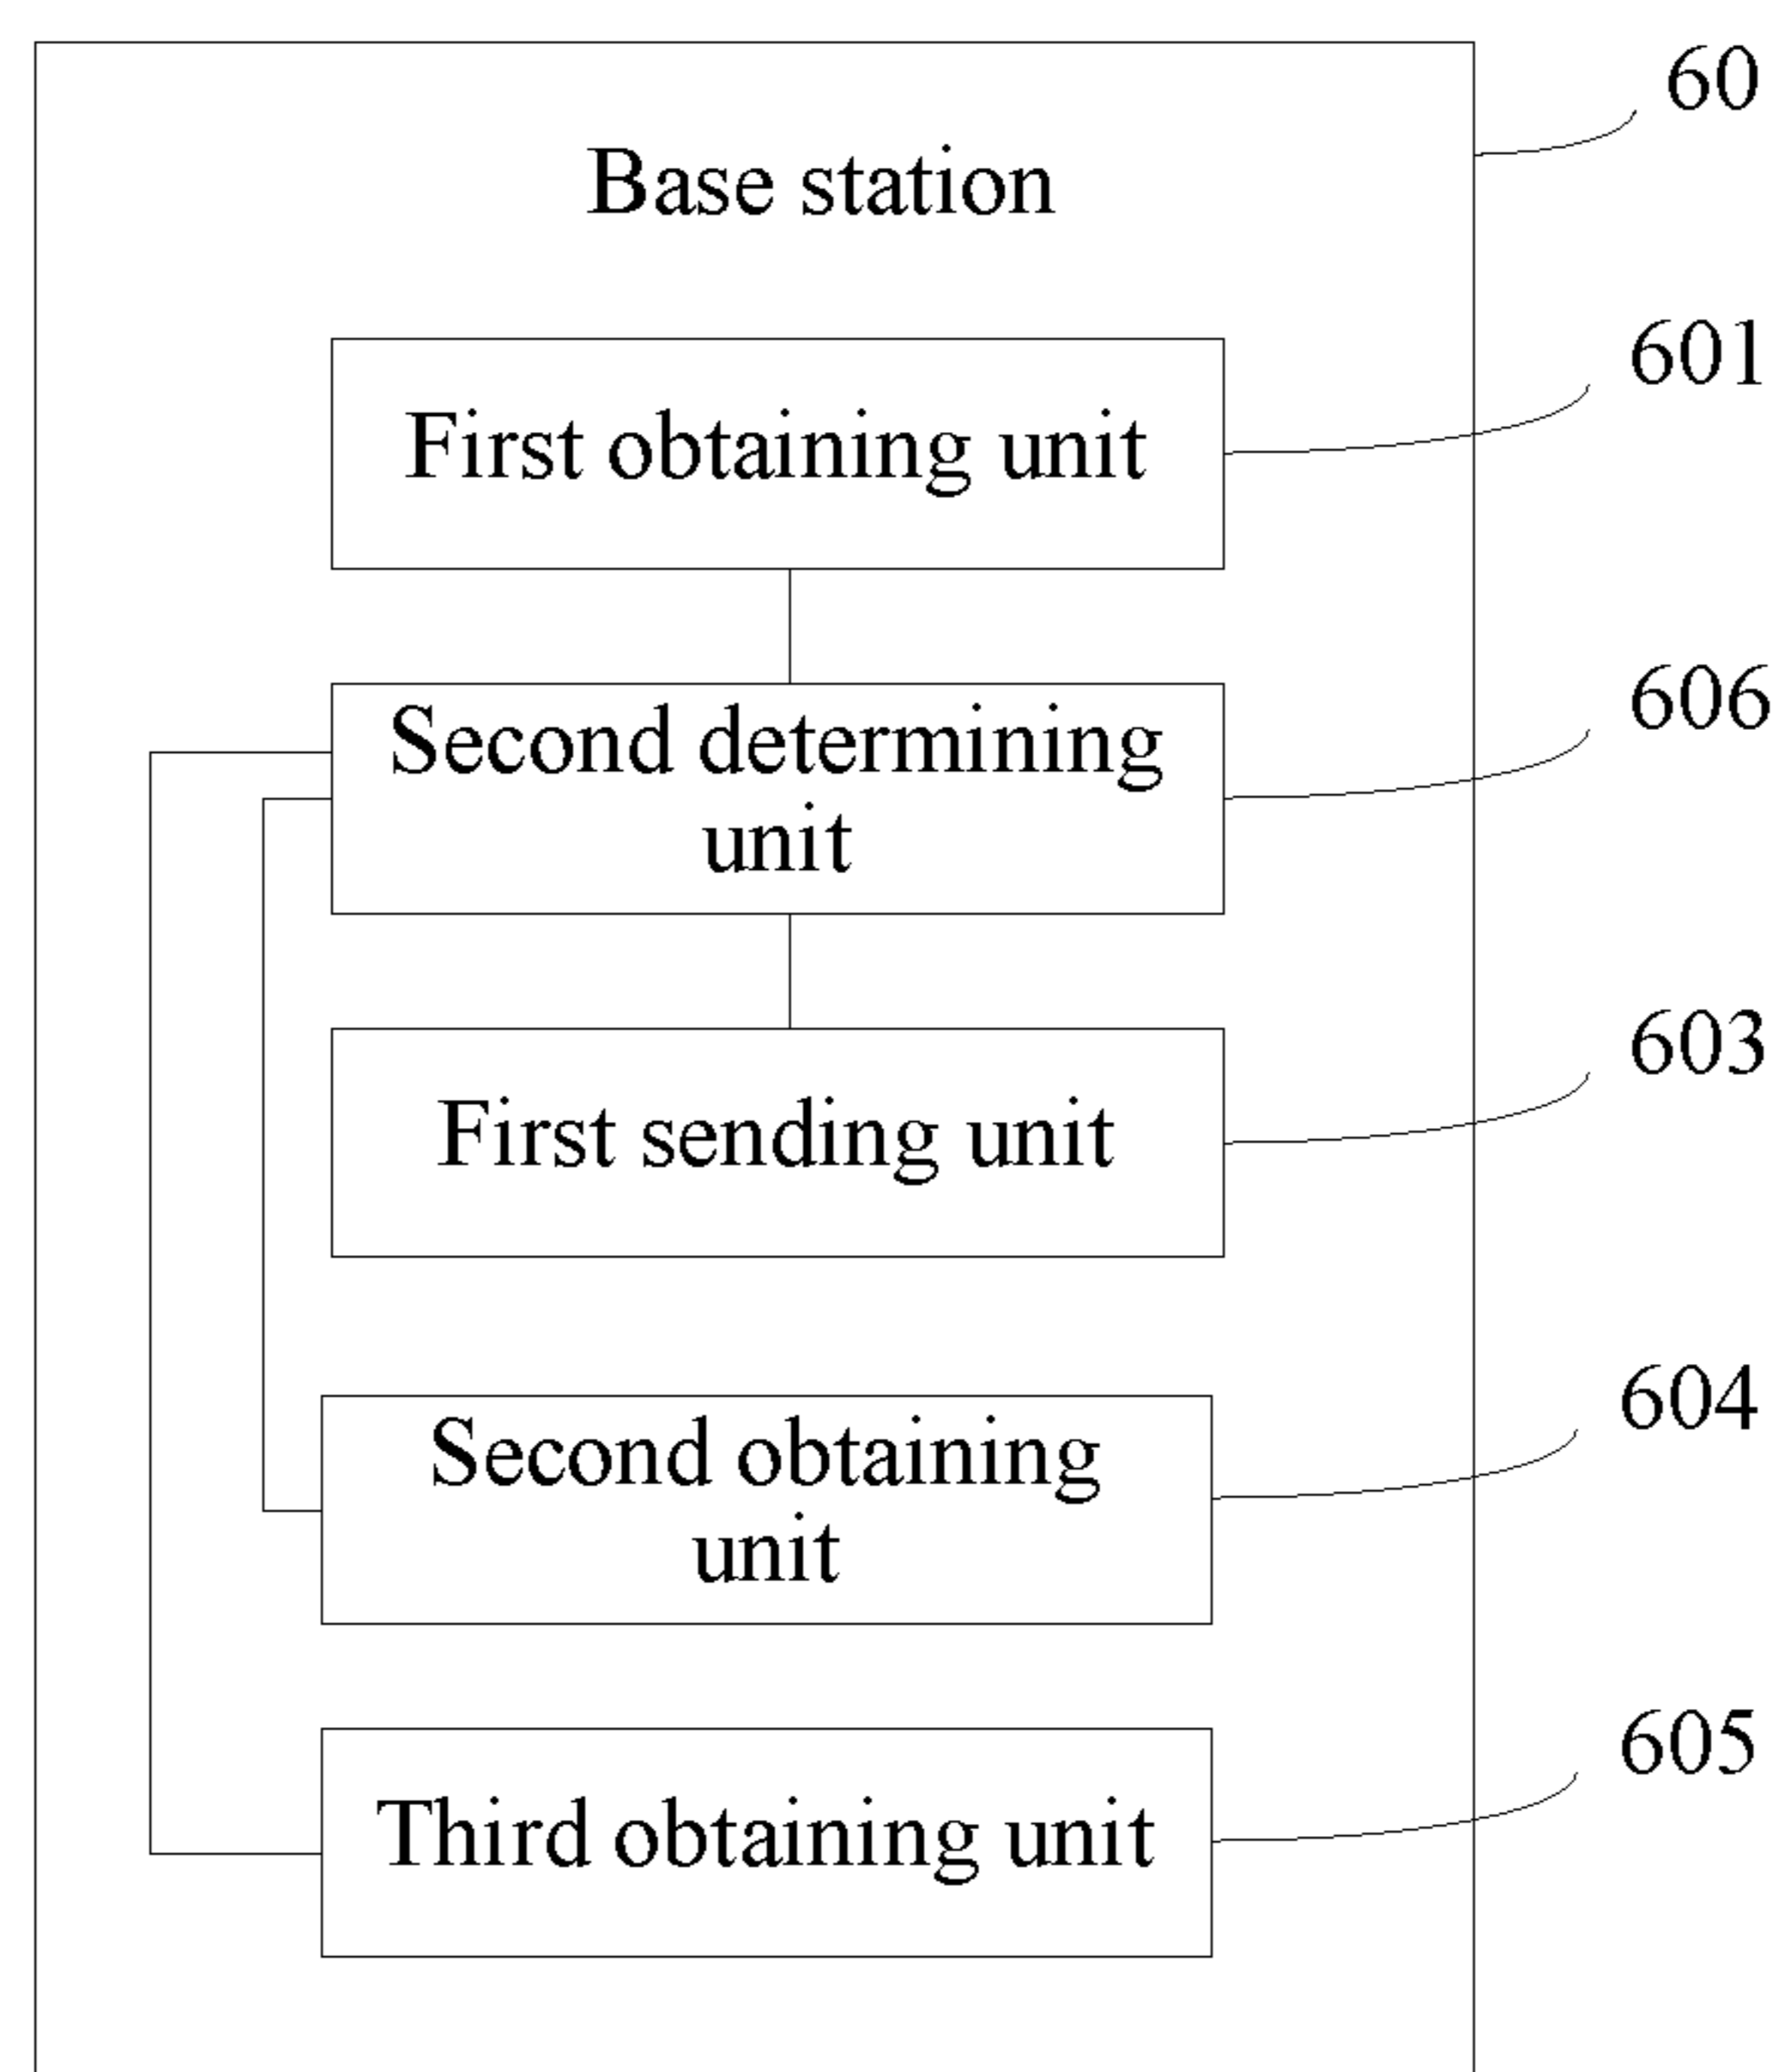 60
Base station
601
First obtaining unit
606
Second determining
unit
603
First sending unit
604
Second obtaining
unit
605
Third obtaining unit